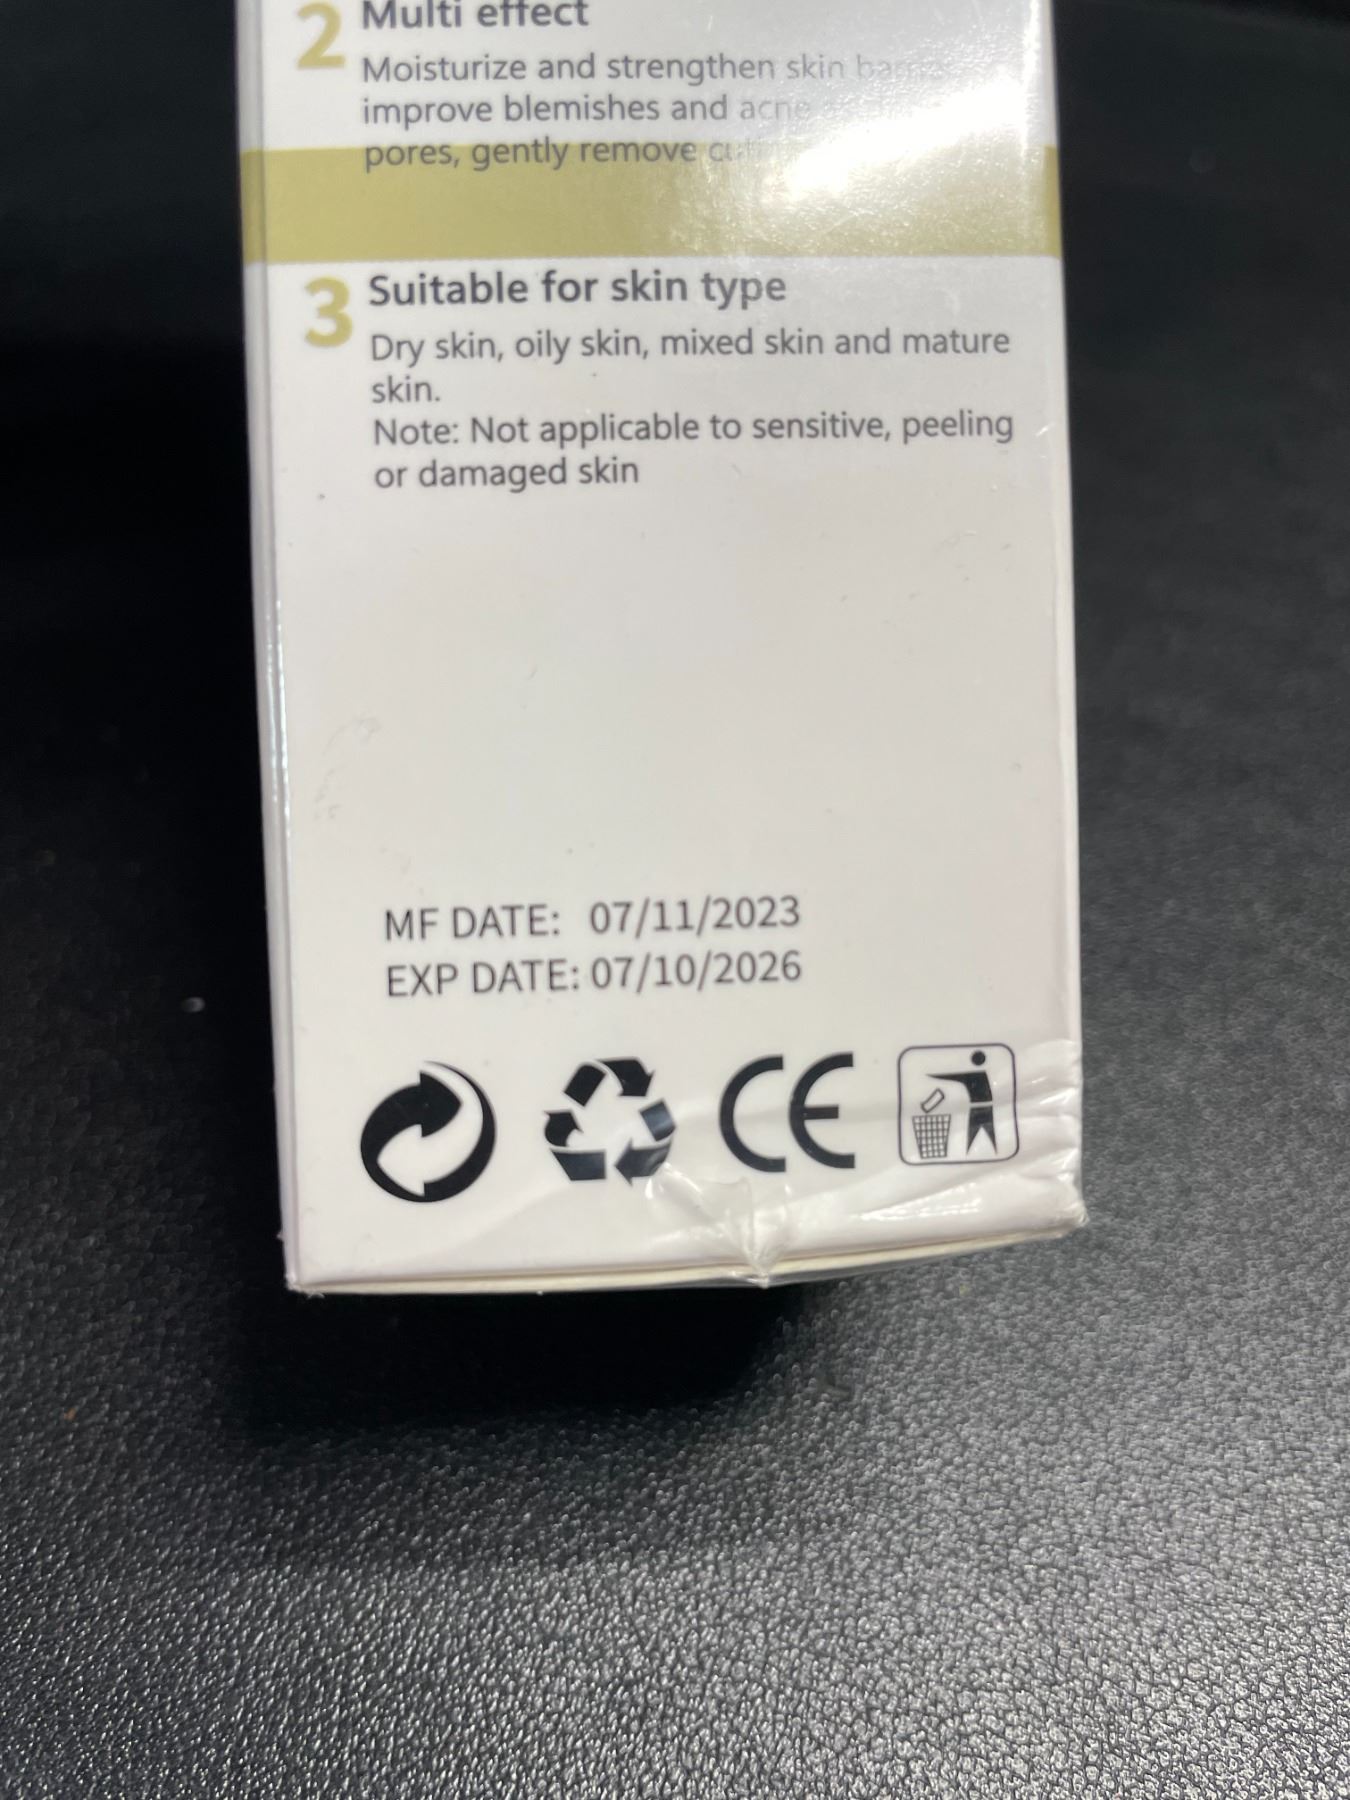 2 Multi effect
Moisturize and strengthen skin
improve blemishes and acne
pores, gently remove
3 Suitable for skin type
Dry skin, oily skin, mixed skin and mature
skin.
Note: Not applicable to sensitive, peeling
or damaged skin
MF DATE: 07/11/2023
EXP DATE: 07/10/2026
CE